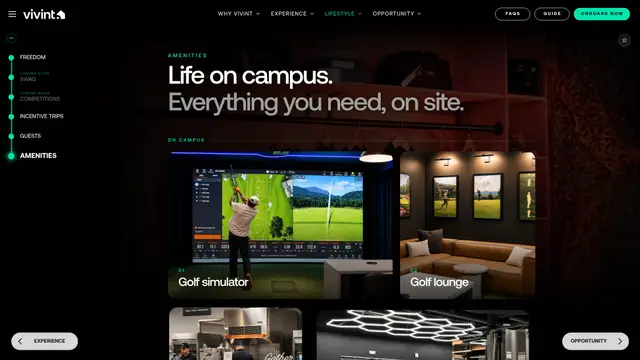 vivint
WHY VIVINT
EXPERIENCE
LIFESTYLE
OPPORTUNITY
FAQS
GUIDE
ONBOARD NOW
FREEDOM
COMING SOON
SWAG
COMING SOON
COMPETITIONS
INCENTIVE TRIPS
GUESTS
AMENITIES
AMENITIES
Life on campus.
Everything you need, on site.
ON CAMPUS
01
Golf simulator
02
Golf lounge
Gather
EXPERIENCE
OPPORTUNITY